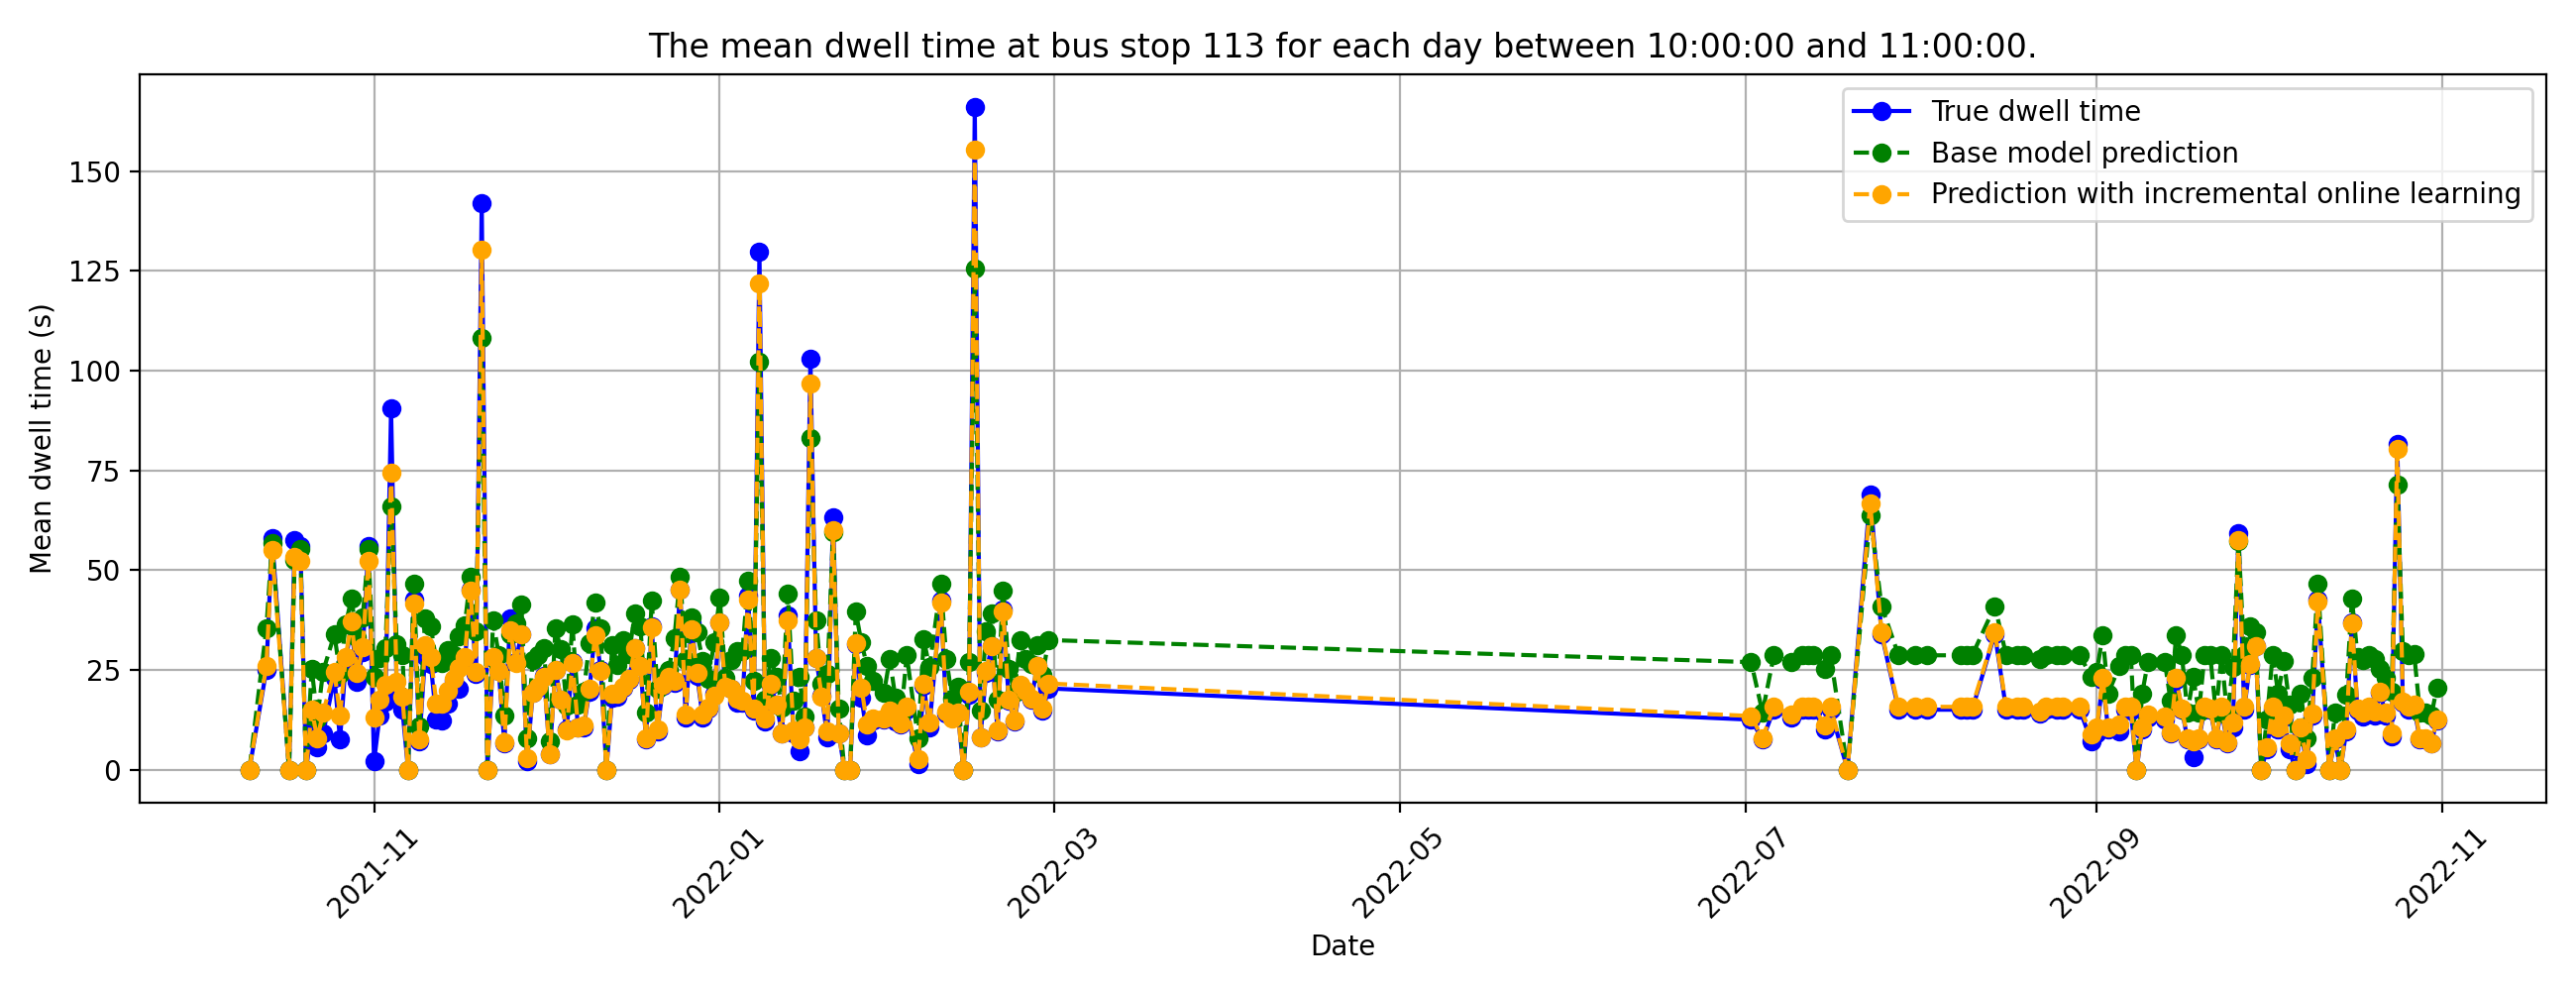 The mean dwell time at bus stop 113 for each day between 10:00:00 and 11:00:00.
True dwell time
Base model prediction
Prediction with incremental online learning
Mean dwell time (s)
150
125
100
75
50
25
0
2021-11
2022-01
2022-03
2022-05
2022-07
2022-09
2022-11
Date